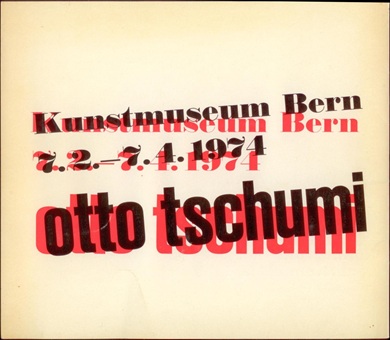 Kunstmuseum Bern
7.2.–7.4.1974
otto tschumi